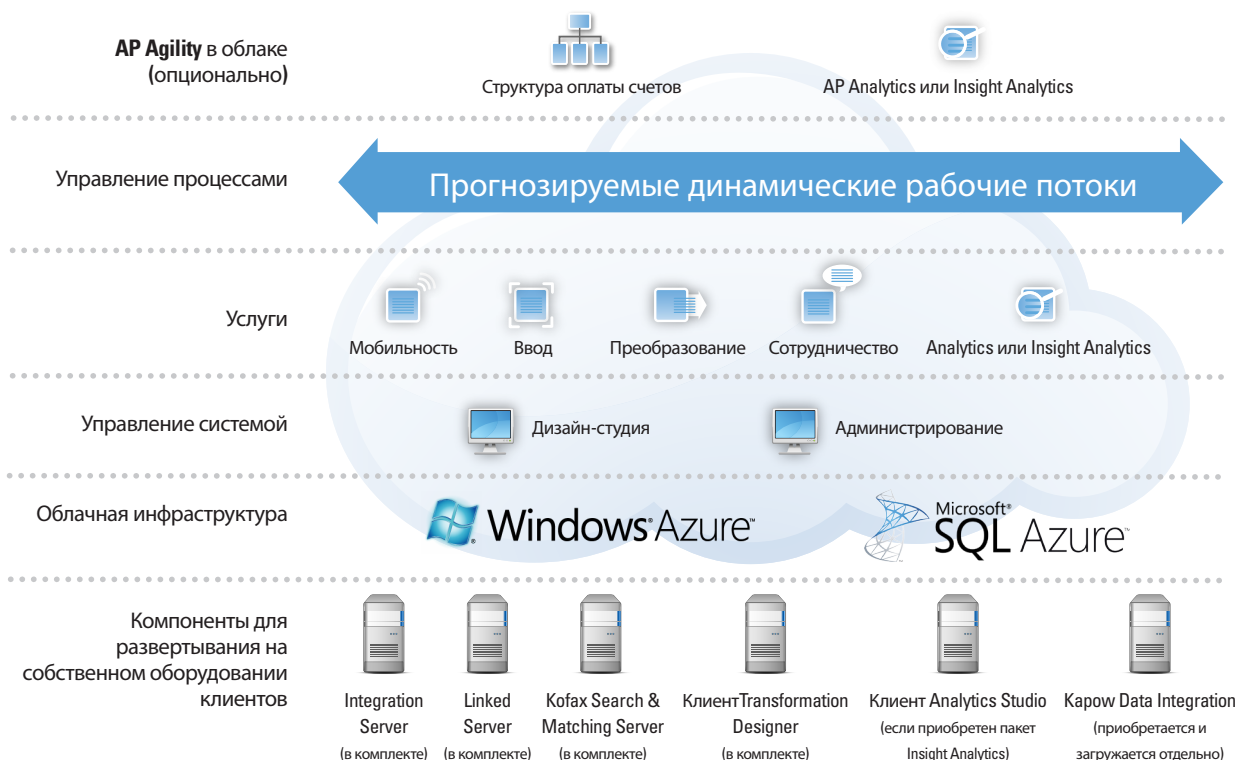 AP Agility в облаке
(опционально)
Структура оплаты счетов
AP Analytics или Insight Analytics
Управление процессами
Прогнозируемые динамические рабочие потоки
Услуги
Мобильность
Ввод
Преобразование
Сотрудничество
Analytics или Insight Analytics
Управление системой
Дизайн-студия
Администрирование
Облачная инфраструктура
Windows® Azure™
Microsoft®
SQL Azure™
Компоненты для
развертывания на
собственном оборудовании
клиентов
Integration
Server
(в комплекте)
Linked
Server
(в комплекте)
Kofax Search &
Matching Server
(в комплекте)
КлиентTransformation
Designer
(в комплекте)
Клиент Analytics Studio
(если приобретен пакет
Insight Analytics)
Kapow Data Integration
(приобретается и
загружается отдельно)